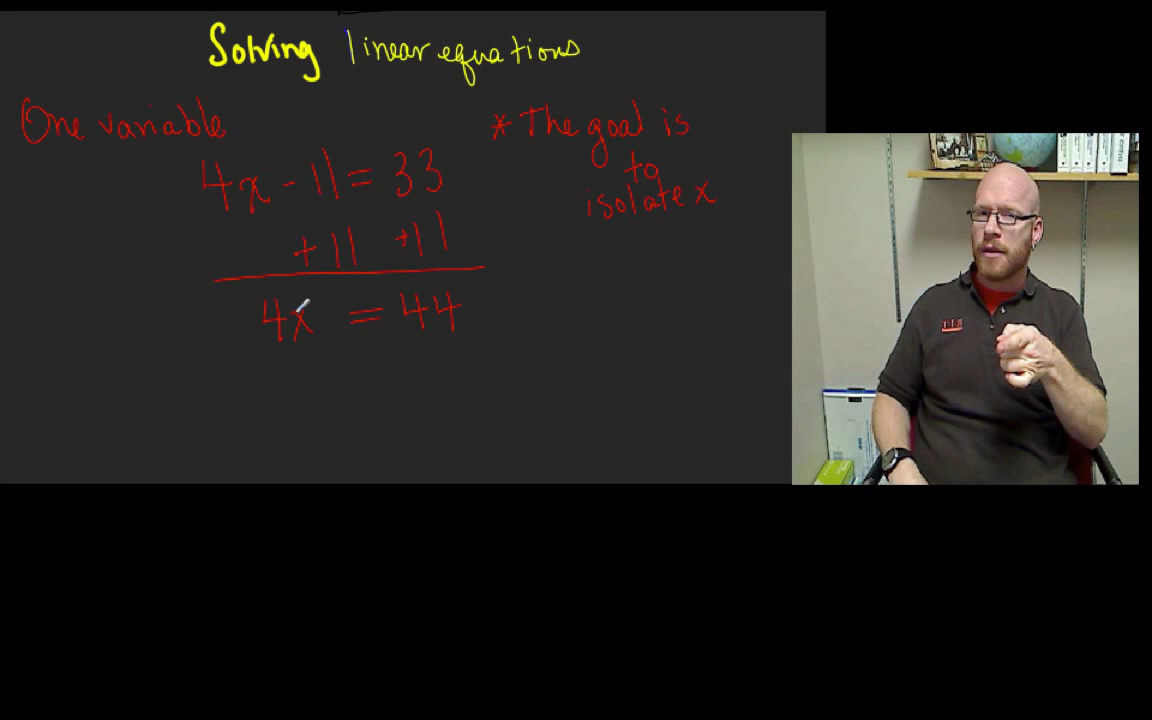 Solving linear equations
One variable
* The goal is
to
isolate x
4x - 11 = 33
+11 +11
4x = 44